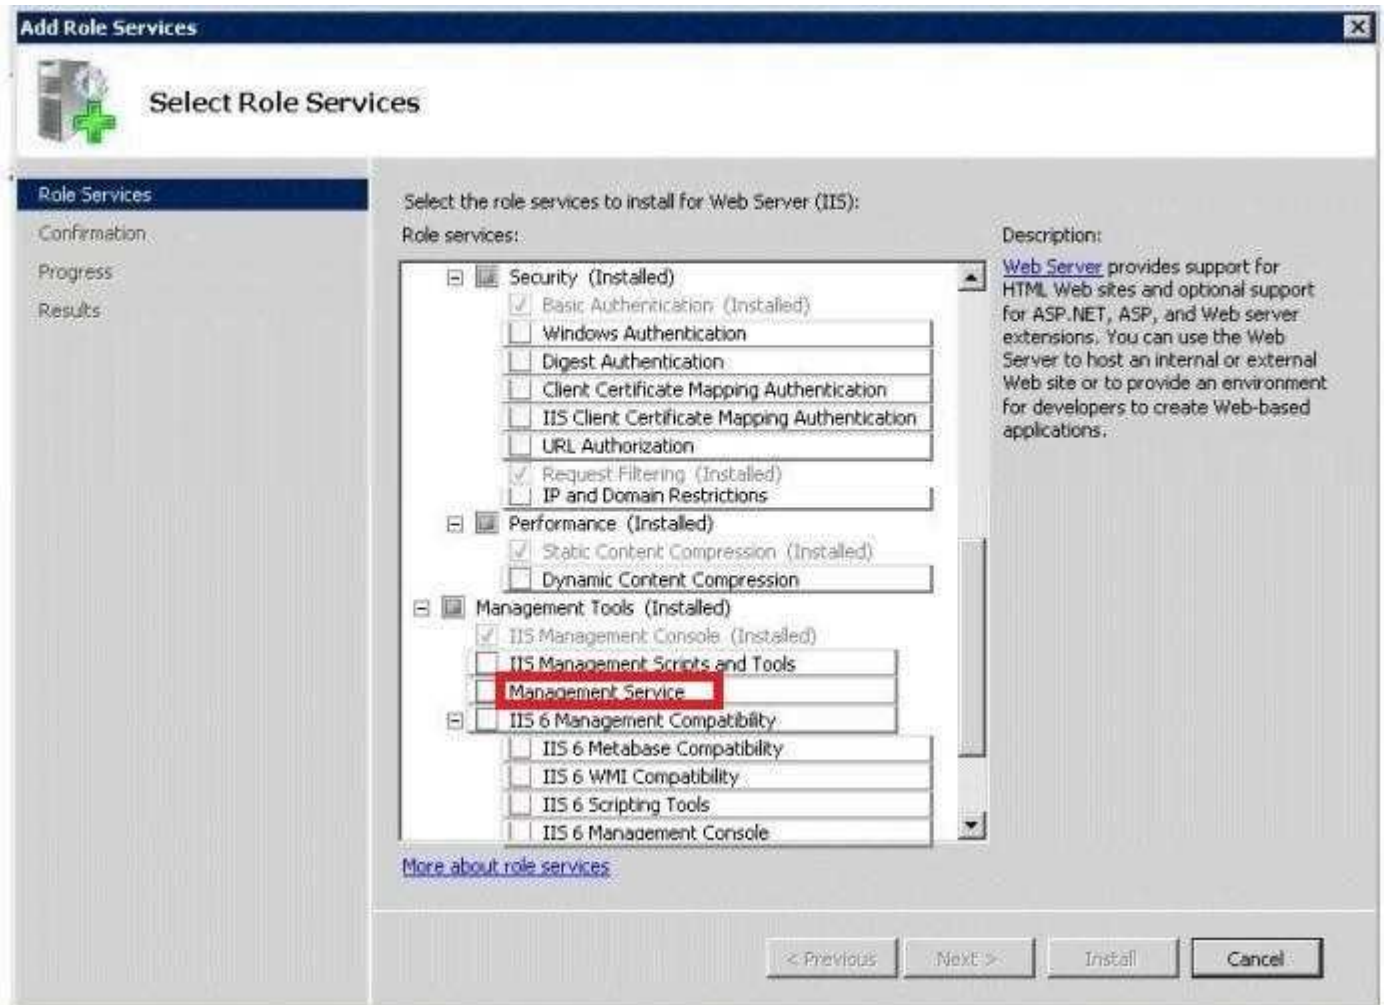 Add Role Services
Select Role Services
Role Services
Confirmation
Progress
Results
Select the role services to install for Web Server (IIS):
Role services:
Security (Installed)
Basic Authentication (Installed)
Windows Authentication
Digest Authentication
Client Certificate Mapping Authentication
IIS Client Certificate Mapping Authentication
URL Authorization
Request Filtering (Installed)
IP and Domain Restrictions
Performance (Installed)
Static Content Compression (Installed)
Dynamic Content Compression
Management Tools (Installed)
IIS Management Console (Installed)
IIS Management Scripts and Tools
Management Service
IIS 6 Management Compatibility
IIS 6 Metabase Compatibility
IIS 6 WMI Compatibility
IIS 6 Scripting Tools
IIS 6 Management Console
More about role services
Description:
Web Server provides support for
HTML Web sites and optional support
for ASP.NET, ASP, and Web server
extensions. You can use the Web
Server to host an internal or external
Web site or to provide an environment
for developers to create Web-based
applications.
< Previous
Next >
Install
Cancel